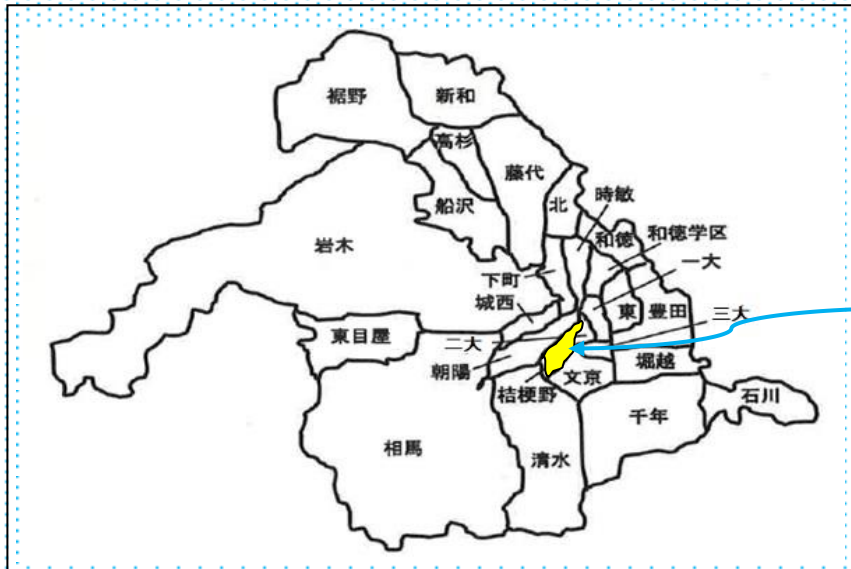 裾野
新和
高杉
藤代
船沢
北
時敏
和徳
和徳学区
岩木
一大
下町
城西
東
豊田
三大
東目屋
二大
朝陽
堀越
桔梗野
文京
石川
千年
相馬
清水